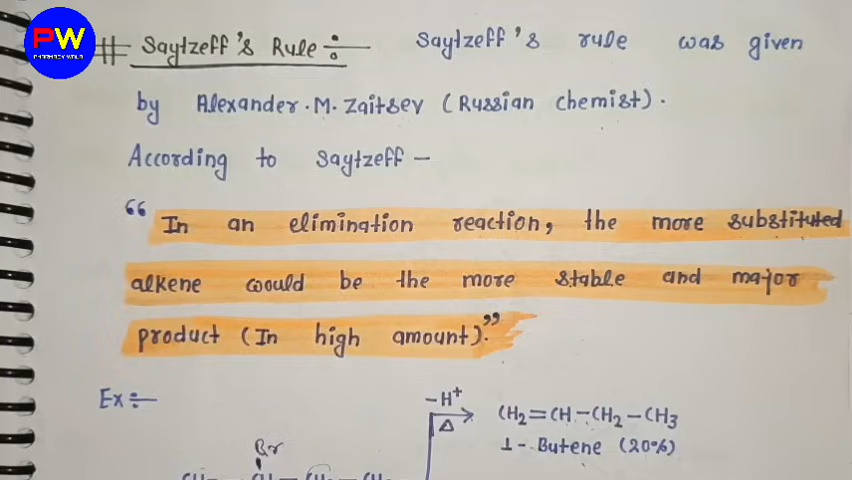 PW
PHARMACY WALA
# Saytzeff's Rule :- Saytzeff's rule was given
by Alexander. M. Zaitsev (Russian chemist).
According to Saytzeff -
"In an elimination reaction, the more substituted
alkene would be the more stable and major
product (In high amount)."
Ex :-
-H⁺
Δ
CH₂=CH-CH₂-CH₃
1-Butene (20%)
Br